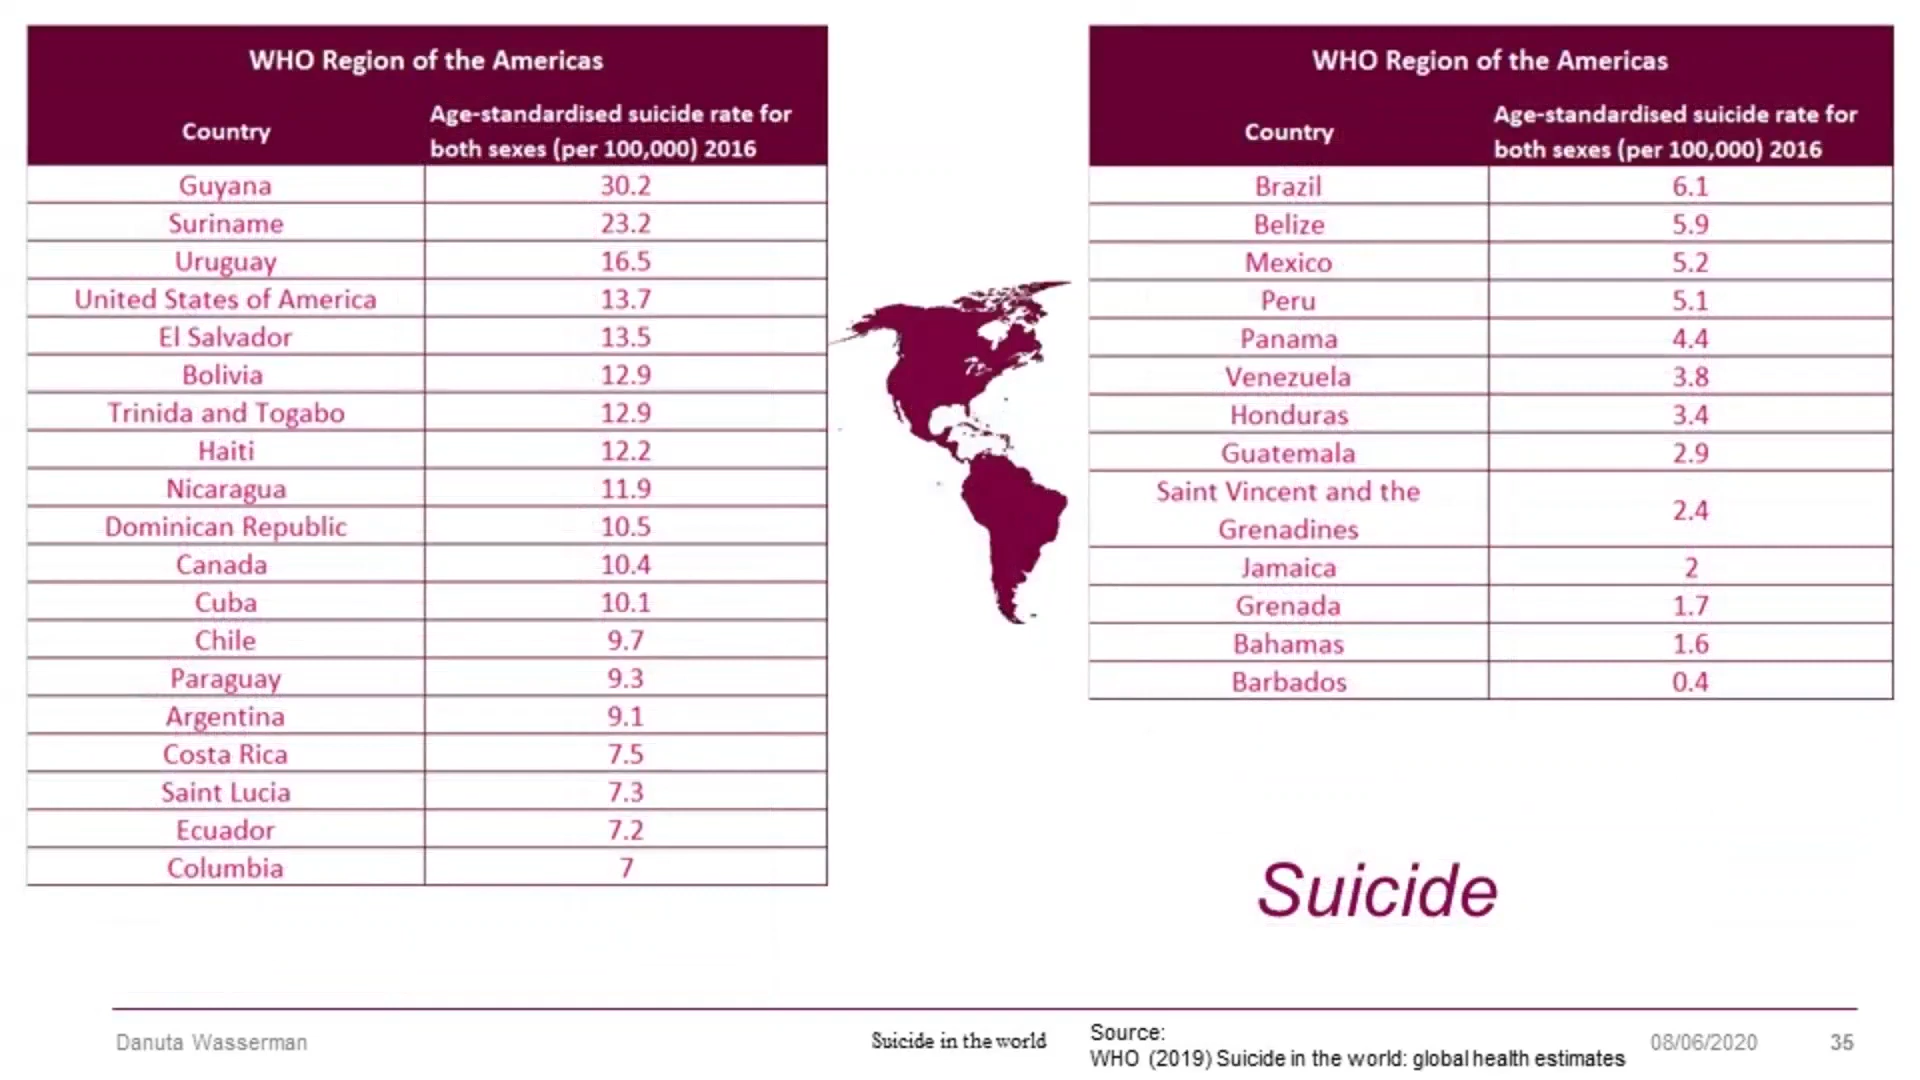 WHO Region of the Americas
Country
Age-standardised suicide rate for
both sexes (per 100,000) 2016
Guyana 30.2
Suriname 23.2
Uruguay 16.5
United States of America 13.7
El Salvador 13.5
Bolivia 12.9
Trinida and Togabo 12.9
Haiti 12.2
Nicaragua 11.9
Dominican Republic 10.5
Canada 10.4
Cuba 10.1
Chile 9.7
Paraguay 9.3
Argentina 9.1
Costa Rica 7.5
Saint Lucia 7.3
Ecuador 7.2
Columbia 7
WHO Region of the Americas
Country
Age-standardised suicide rate for
both sexes (per 100,000) 2016
Brazil 6.1
Belize 5.9
Mexico 5.2
Peru 5.1
Panama 4.4
Venezuela 3.8
Honduras 3.4
Guatemala 2.9
Saint Vincent and the
Grenadines 2.4
Jamaica 2
Grenada 1.7
Bahamas 1.6
Barbados 0.4
Suicide
Danuta Wasserman
Suicide in the world
Source:
WHO (2019) Suicide in the world: global health estimates
08/06/2020
35